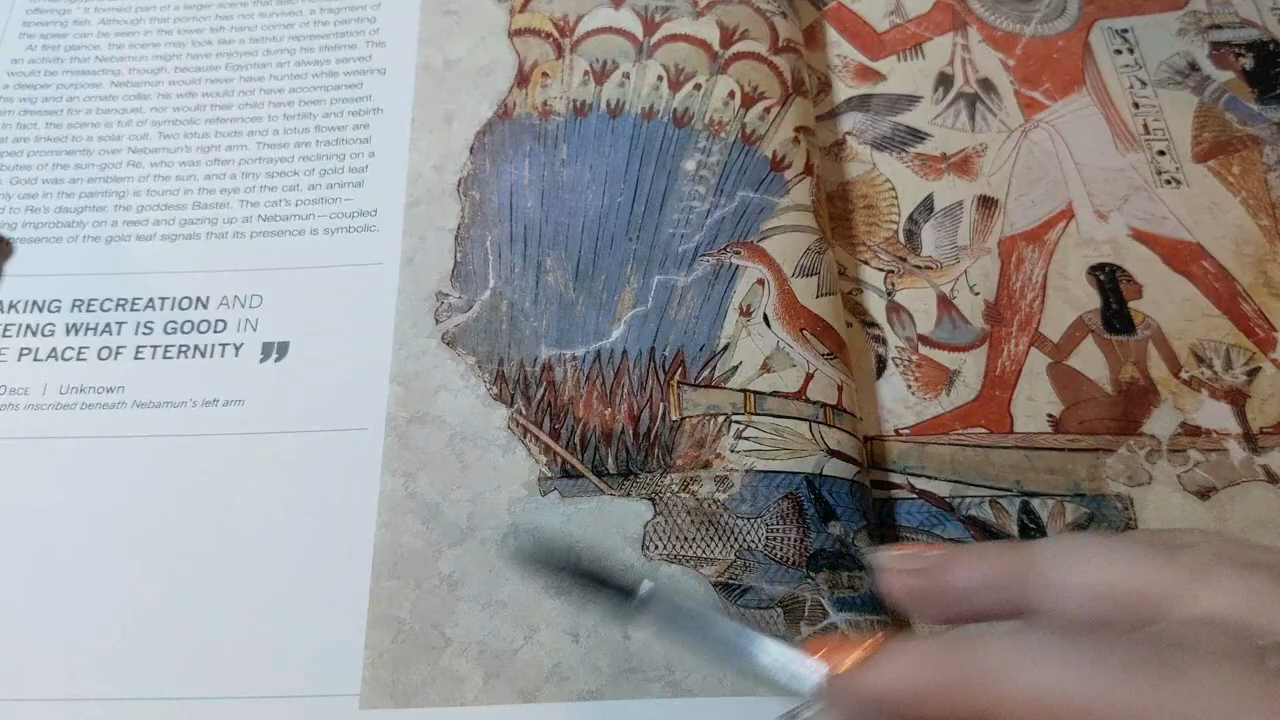 offerings." It formed part of a larger scene that also
spearing fish. Although that portion has not survived, a fragment of
the spear can be seen in the lower left-hand corner of the painting.
At first glance, the scene may look like a faithful representation of
an activity that Nebamun might have enjoyed during his lifetime. This
would be misleading, though, because Egyptian art always served
a deeper purpose. Nebamun would never have hunted while wearing
his wig and an ornate collar, his wife would not have accompanied
him dressed for a banquet, nor would their child have been present.
In fact, the scene is full of symbolic references to fertility and rebirth
at are linked to a solar cult. Two lotus buds and a lotus flower are
ped prominently over Nebamun's right arm. These are traditional
butes of the sun-god Re, who was often portrayed reclining on a
. Gold was an emblem of the sun, and a tiny speck of gold leaf
nly use in the painting) is found in the eye of the cat, an animal
d to Re's daughter, the goddess Bastet. The cat's position—
ing improbably on a reed and gazing up at Nebamun—coupled
presence of the gold leaf signals that its presence is symbolic.
AKING RECREATION AND
EEING WHAT IS GOOD IN
E PLACE OF ETERNITY ”
0BCE | Unknown
phs inscribed beneath Nebamun's left arm